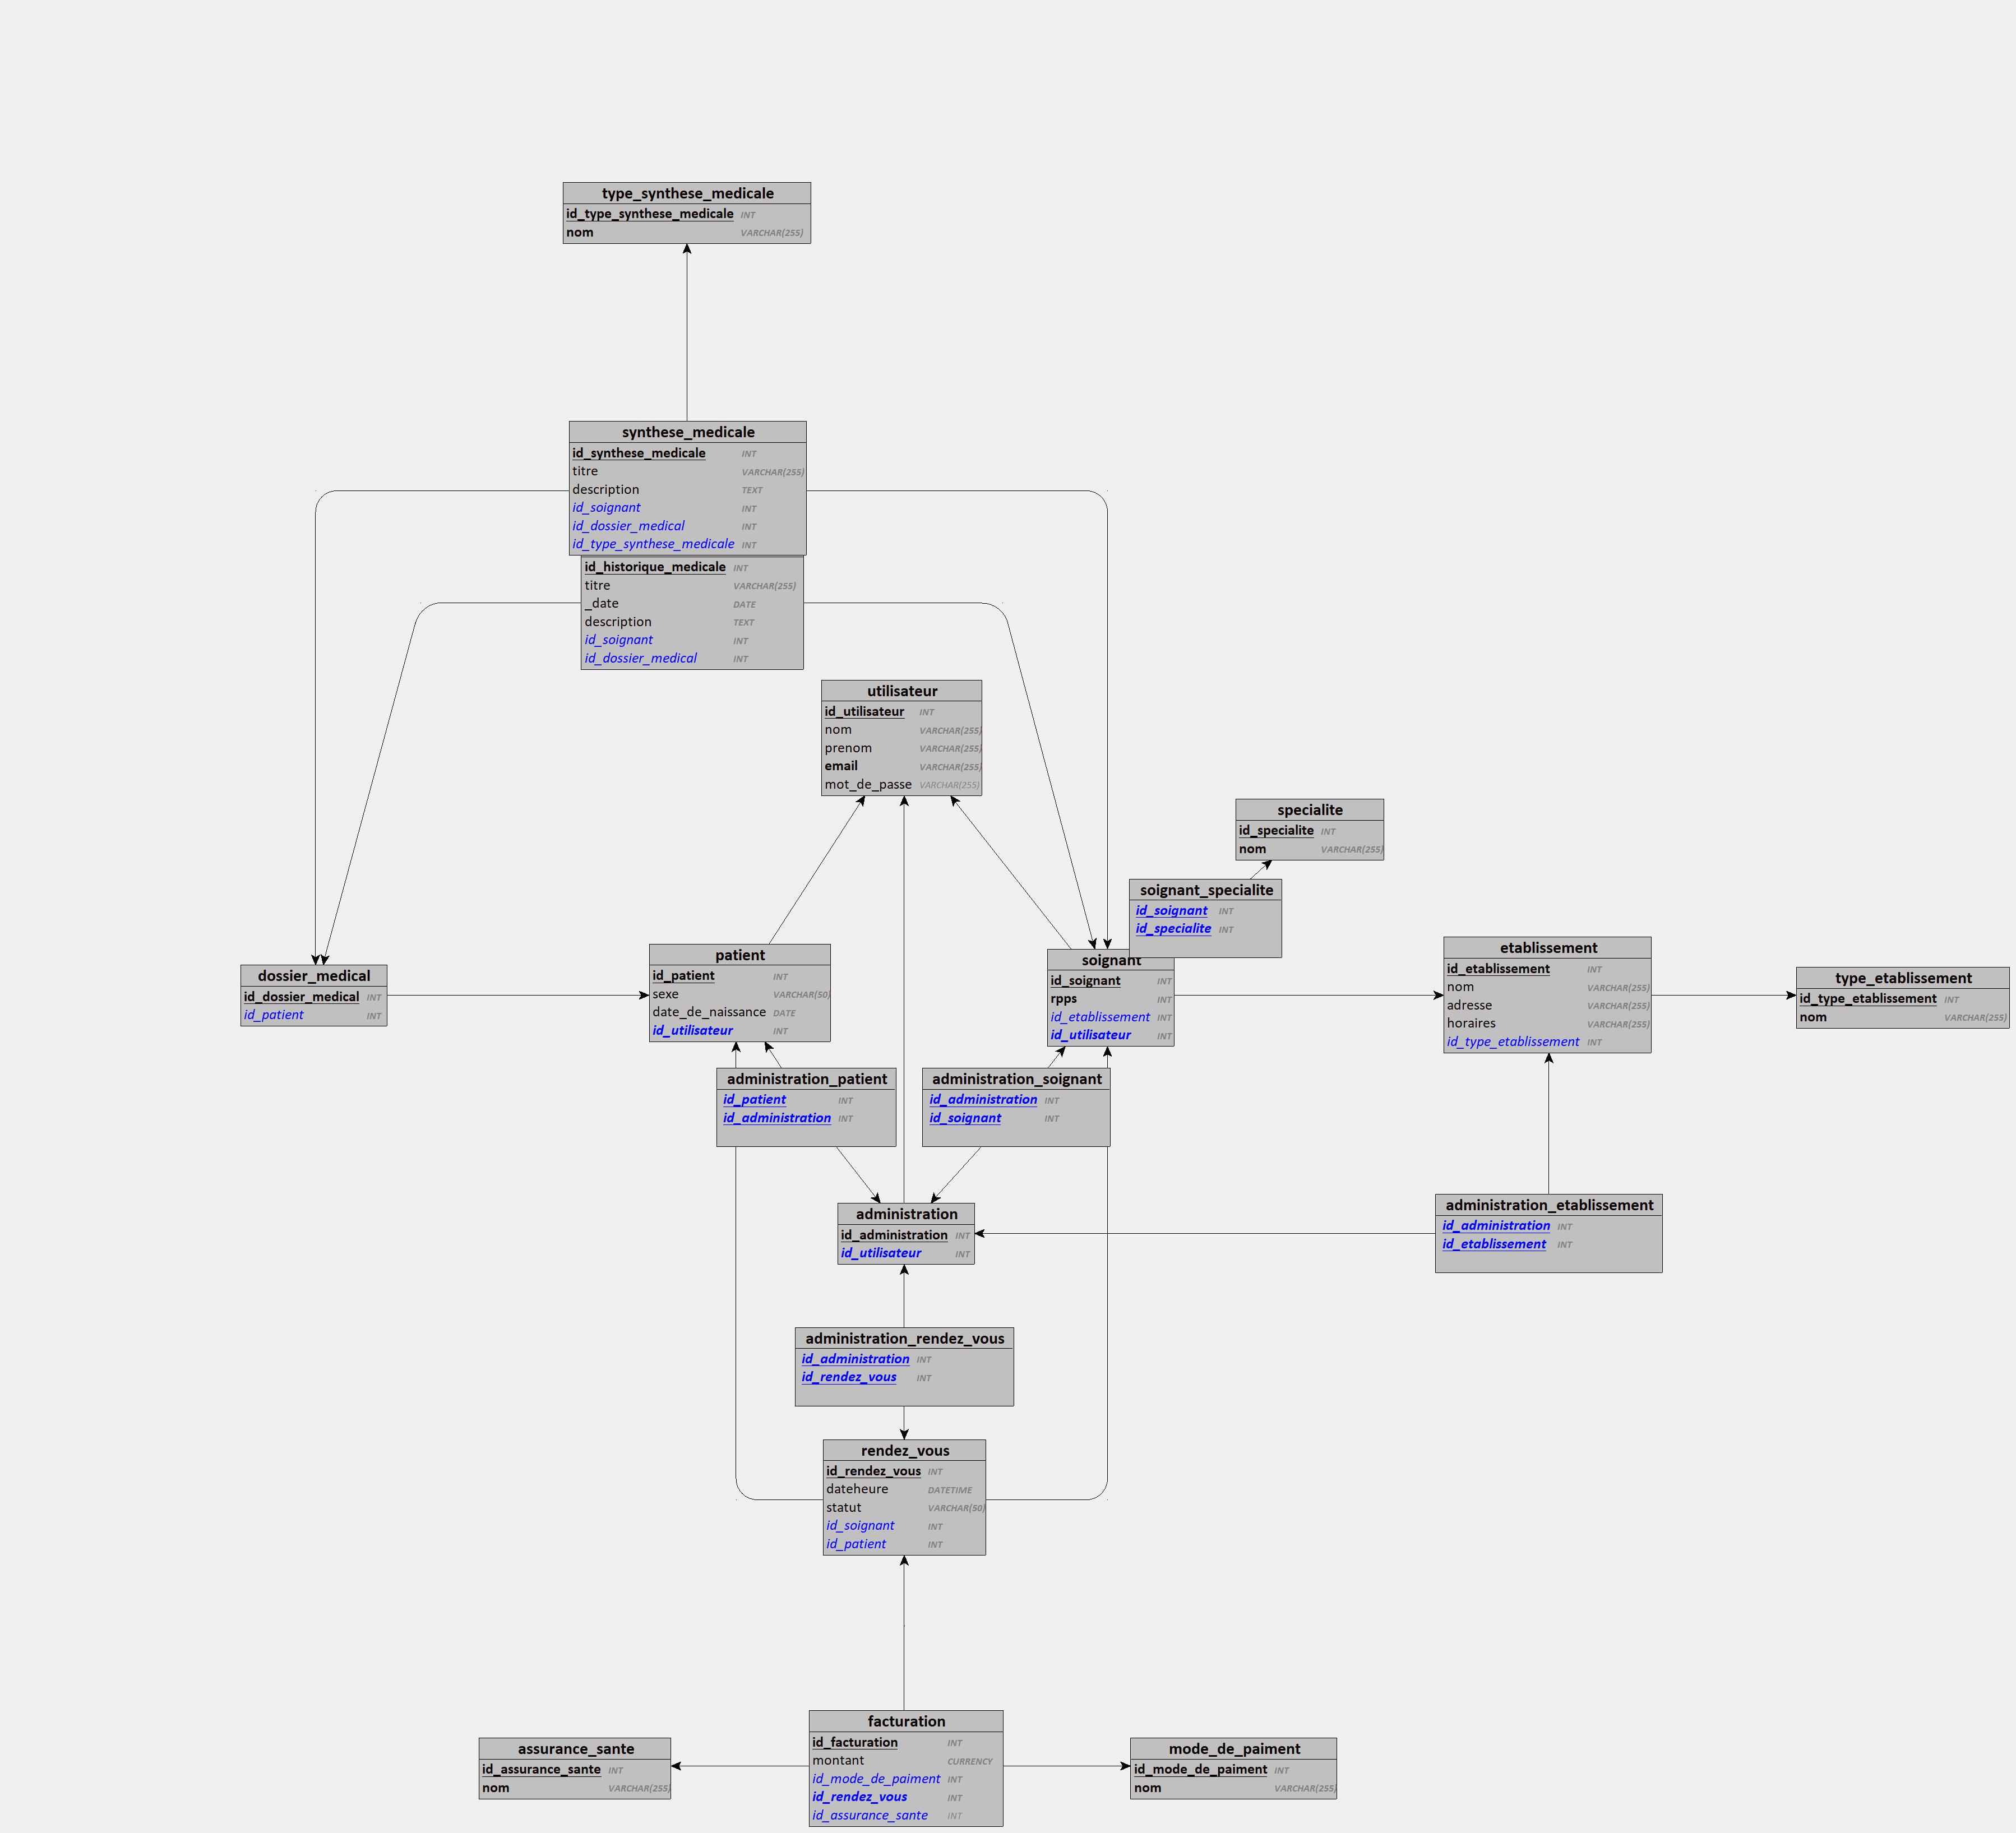 type_synthese_medicale
id_type_synthese_medicale INT
nom VARCHAR(255)
synthese_medicale
id_synthese_medicale INT
titre VARCHAR(255)
description TEXT
id_soignant INT
id_dossier_medical INT
id_type_synthese_medicale INT
id_historique_medicale INT
titre VARCHAR(255)
_date DATE
description TEXT
id_soignant INT
id_dossier_medical INT
utilisateur
id_utilisateur INT
nom VARCHAR(255)
prenom VARCHAR(255)
email VARCHAR(255)
mot_de_passe VARCHAR(255)
specialite
id_specialite INT
nom VARCHAR(255)
soignant_specialite
id_soignant INT
id_specialite INT
dossier_medical
id_dossier_medical INT
id_patient INT
patient
id_patient INT
sexe VARCHAR(50)
date_de_naissance DATE
id_utilisateur INT
soignant
id_soignant INT
rpps INT
id_etablissement INT
id_utilisateur INT
etablissement
id_etablissement INT
nom VARCHAR(255)
adresse VARCHAR(255)
horaires VARCHAR(255)
id_type_etablissement INT
type_etablissement
id_type_etablissement INT
nom VARCHAR(255)
administration_patient
id_patient INT
id_administration INT
administration_soignant
id_administration INT
id_soignant INT
administration
id_administration INT
id_utilisateur INT
administration_etablissement
id_administration INT
id_etablissement INT
administration_rendez_vous
id_administration INT
id_rendez_vous INT
rendez_vous
id_rendez_vous INT
dateheure DATETIME
statut VARCHAR(50)
id_soignant INT
id_patient INT
facturation
id_facturation INT
montant CURRENCY
id_mode_de_paiment INT
id_rendez_vous INT
id_assurance_sante INT
assurance_sante
id_assurance_sante INT
nom VARCHAR(255)
mode_de_paiment
id_mode_de_paiment INT
nom VARCHAR(255)